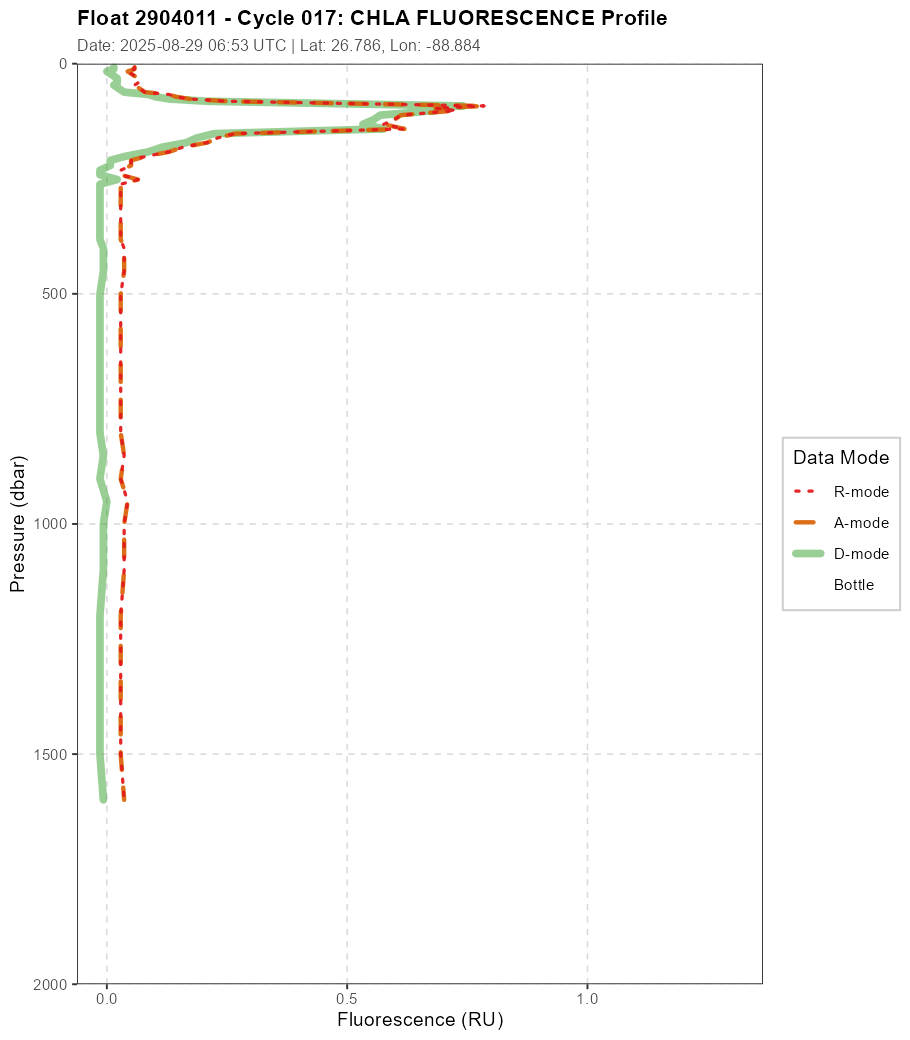 Float 2904011 - Cycle 017: CHLA FLUORESCENCE Profile
Date: 2025-08-29 06:53 UTC | Lat: 26.786, Lon: -88.884
0
500
1000
1500
2000
Pressure (dbar)
0.0 0.5 1.0
Fluorescence (RU)
Data Mode
R-mode
A-mode
D-mode
Bottle